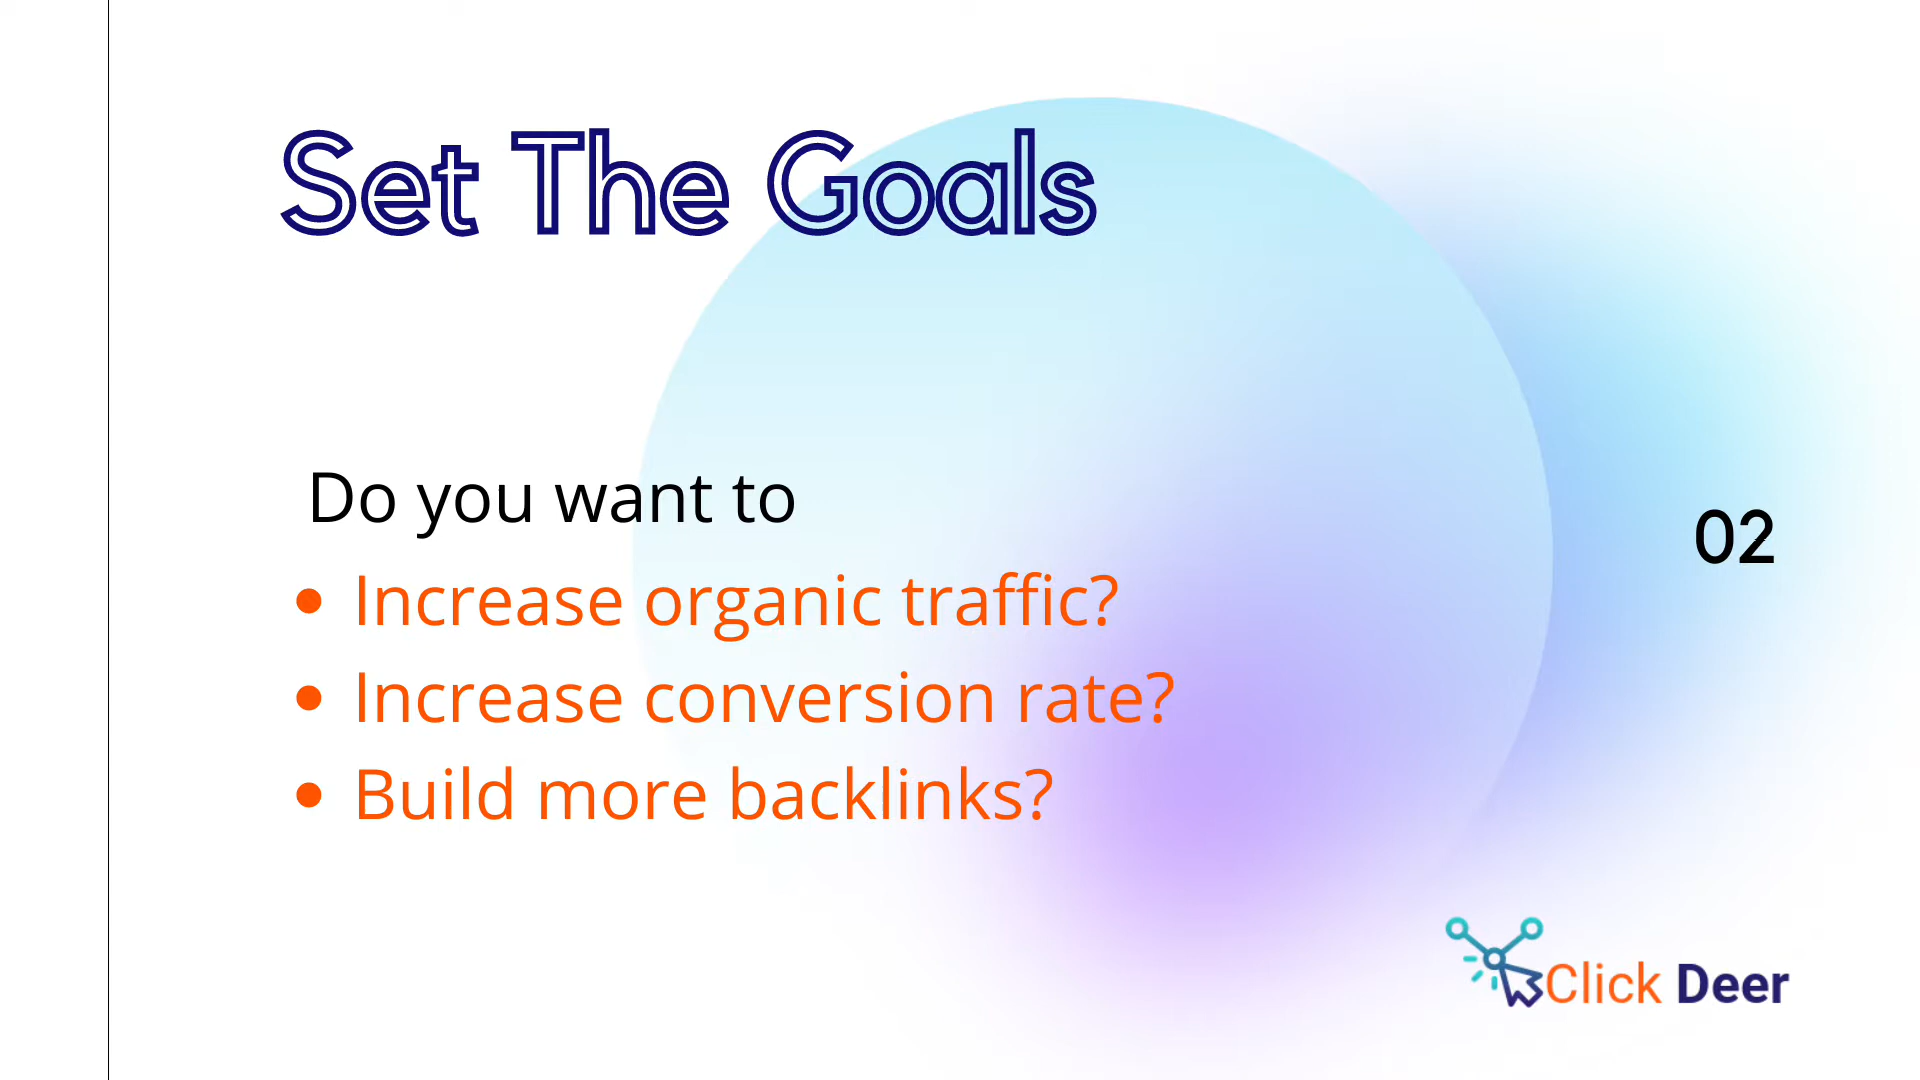 Set The Goals
Do you want to
• Increase organic traffic?
• Increase conversion rate?
• Build more backlinks?
02
Click Deer